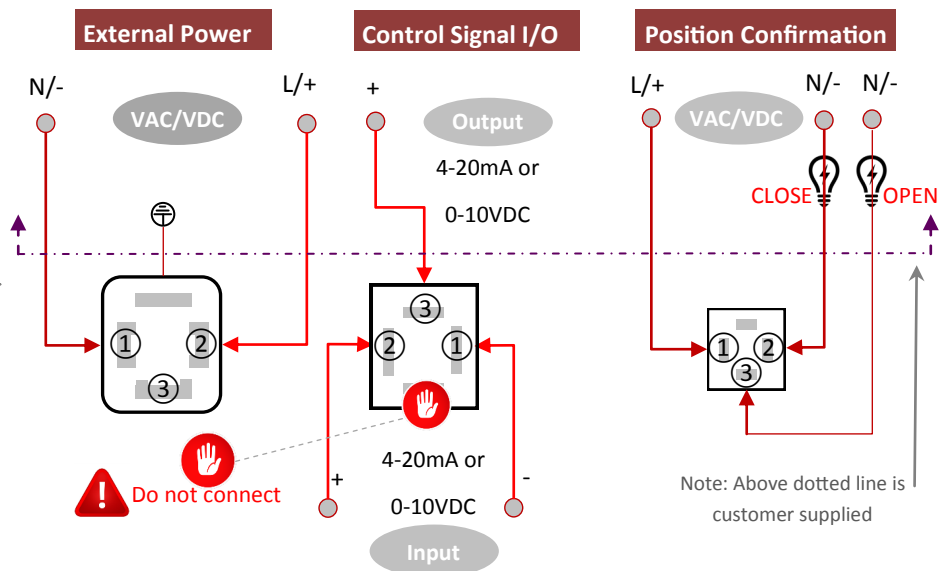 External Power
Control Signal I/O
Position Confirmation
N/-
VAC/VDC
L/+
+
Output
4-20mA or
0-10VDC
L/+
VAC/VDC
N/-
N/-
CLOSE
OPEN
1
2
3
3
2
1
1
2
3
Do not connect
+
4-20mA or
0-10VDC
-
Input
Note: Above dotted line is
customer supplied